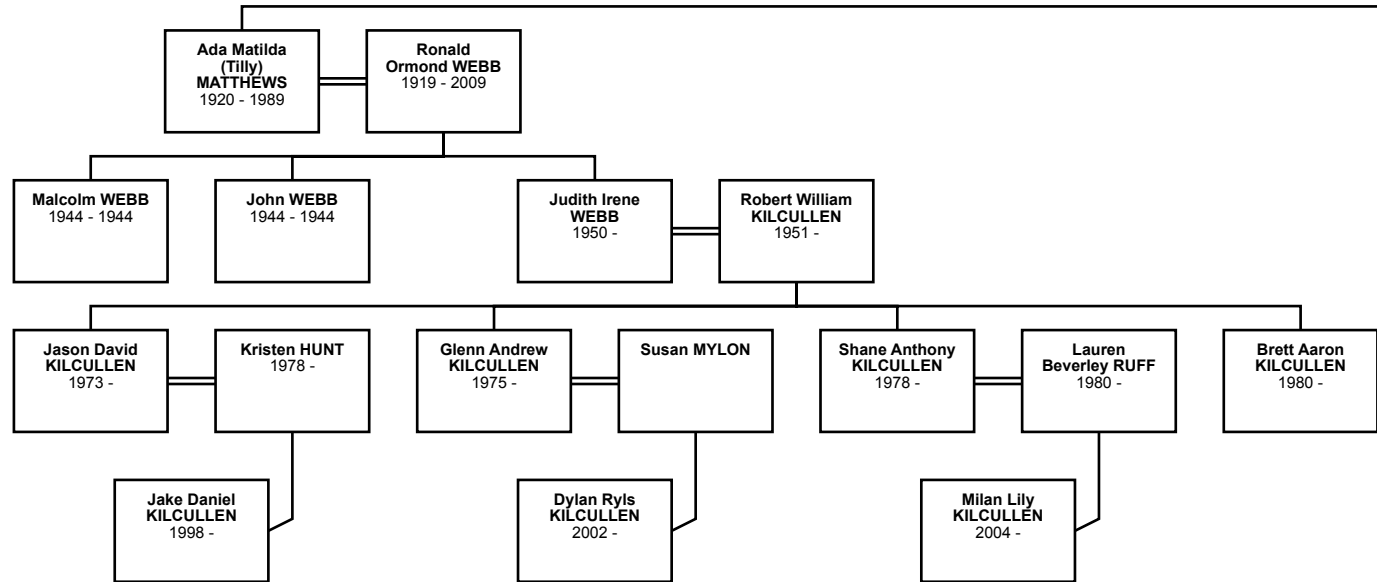 Ada Matilda
(Tilly)
MATTHEWS
1920 - 1989
Ronald
Ormond WEBB
1919 - 2009
Malcolm WEBB
1944 - 1944
John WEBB
1944 - 1944
Judith Irene
WEBB
1950 -
Robert William
KILCULLEN
1951 -
Jason David
KILCULLEN
1973 -
Kristen HUNT
1978 -
Glenn Andrew
KILCULLEN
1975 -
Susan MYLON
Shane Anthony
KILCULLEN
1978 -
Lauren
Beverley RUFF
1980 -
Brett Aaron
KILCULLEN
1980 -
Jake Daniel
KILCULLEN
1998 -
Dylan Ryls
KILCULLEN
2002 -
Milan Lily
KILCULLEN
2004 -